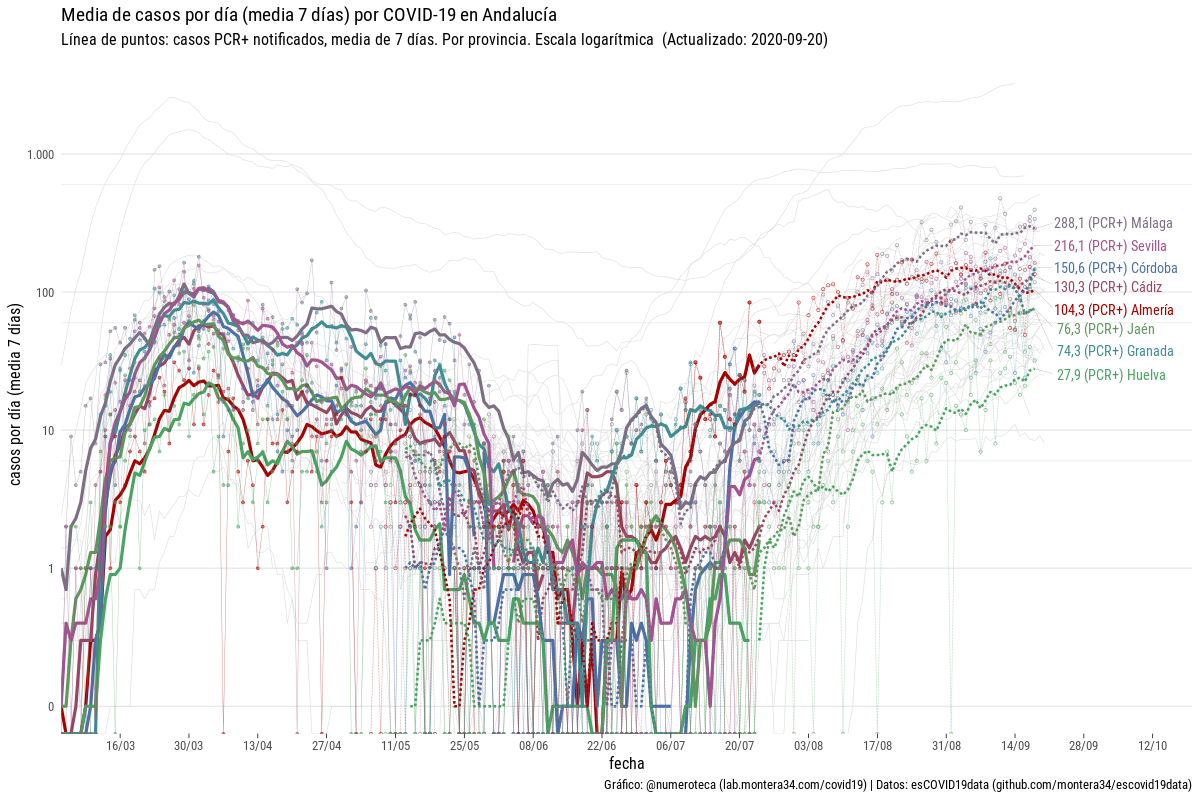 Media de casos por día (media 7 días) por COVID-19 en Andalucía
Línea de puntos: casos PCR+ notificados, media de 7 días. Por provincia. Escala logarítmica  (Actualizado: 2020-09-20)
casos por día (media 7 días)
1.000
100
10
1
0
288,1 (PCR+) Málaga
216,1 (PCR+) Sevilla
150,6 (PCR+) Córdoba
130,3 (PCR+) Cádiz
104,3 (PCR+) Almería
76,3 (PCR+) Jaén
74,3 (PCR+) Granada
27,9 (PCR+) Huelva
16/03 30/03 13/04 27/04 11/05 25/05 08/06 22/06 06/07 20/07 03/08 17/08 31/08 14/09 28/09 12/10
fecha
Gráfico: @numeroteca (lab.montera34.com/covid19) | Datos: esCOVID19data (github.com/montera34/escovid19data)